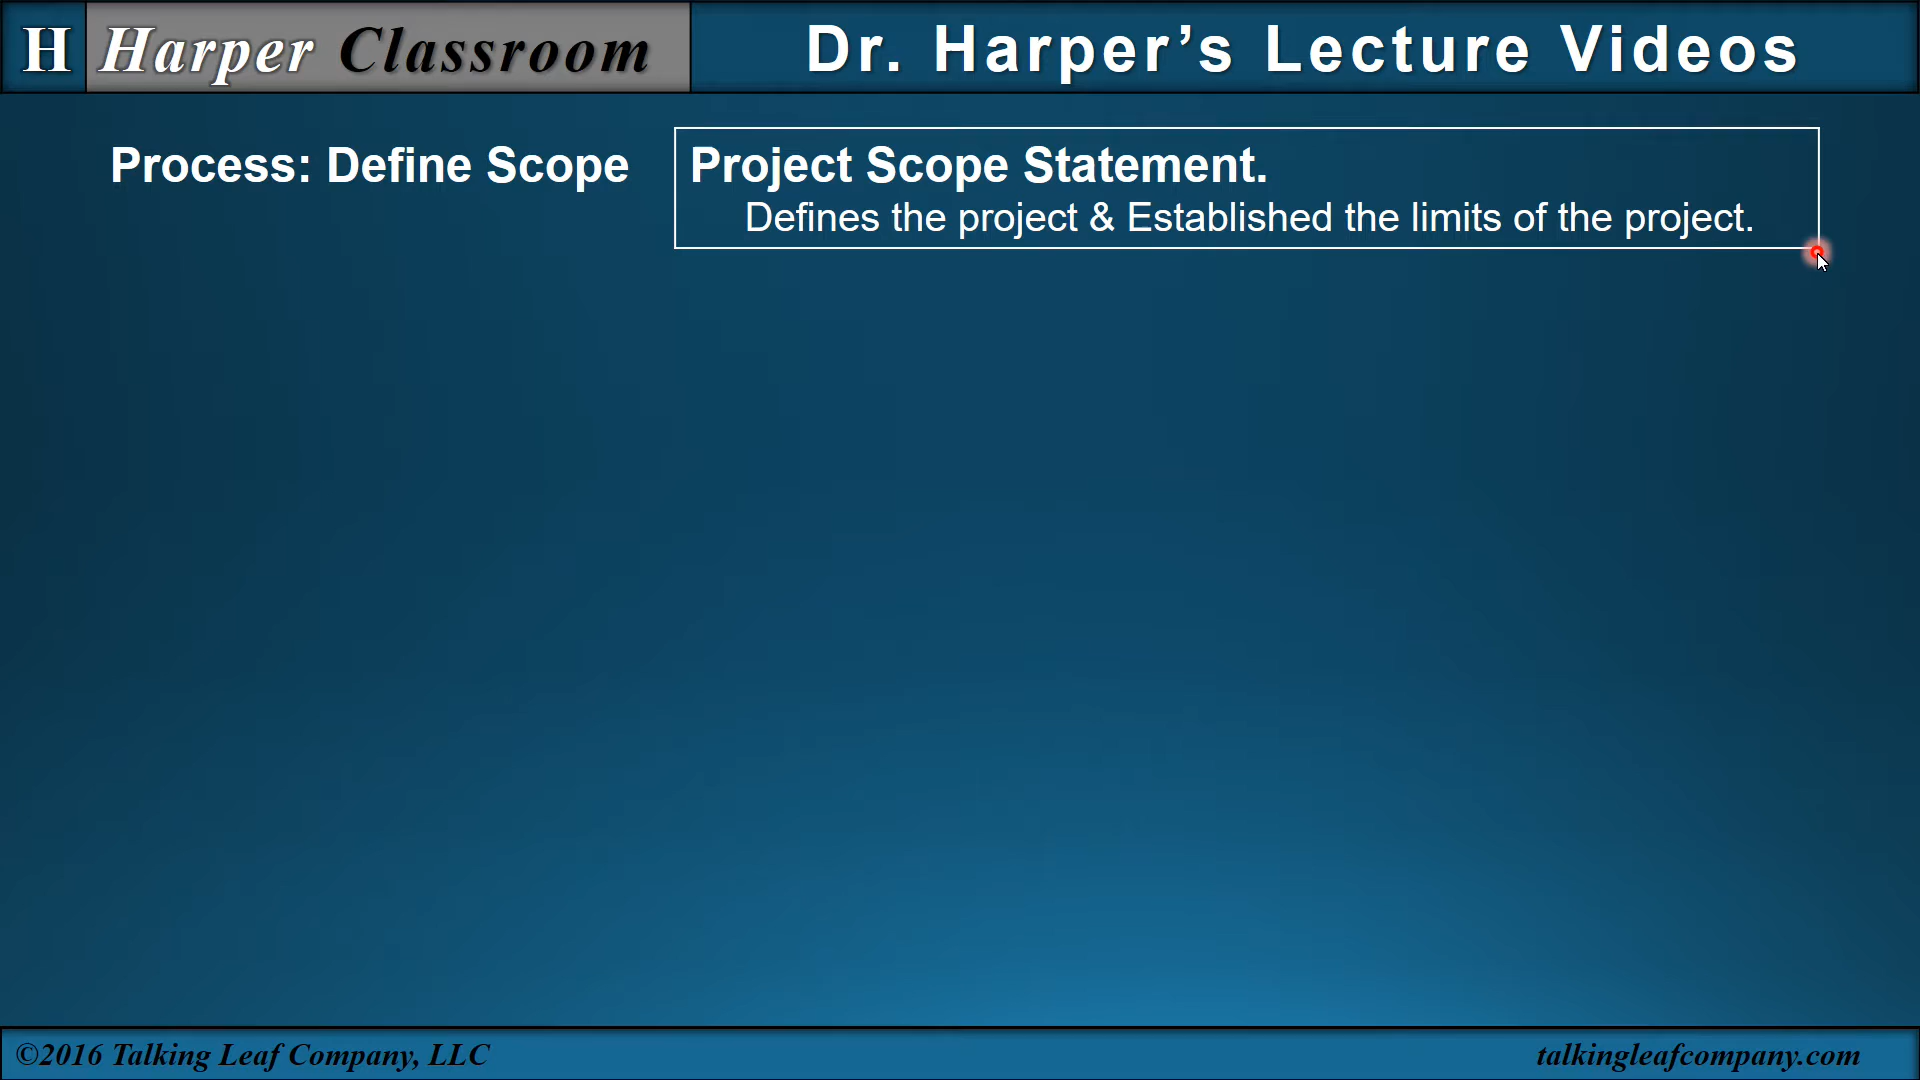 H Harper Classroom
Dr. Harper’s Lecture Videos
Process: Define Scope
Project Scope Statement.
Defines the project & Established the limits of the project.
©2016 Talking Leaf Company, LLC
talkingleafcompany.com